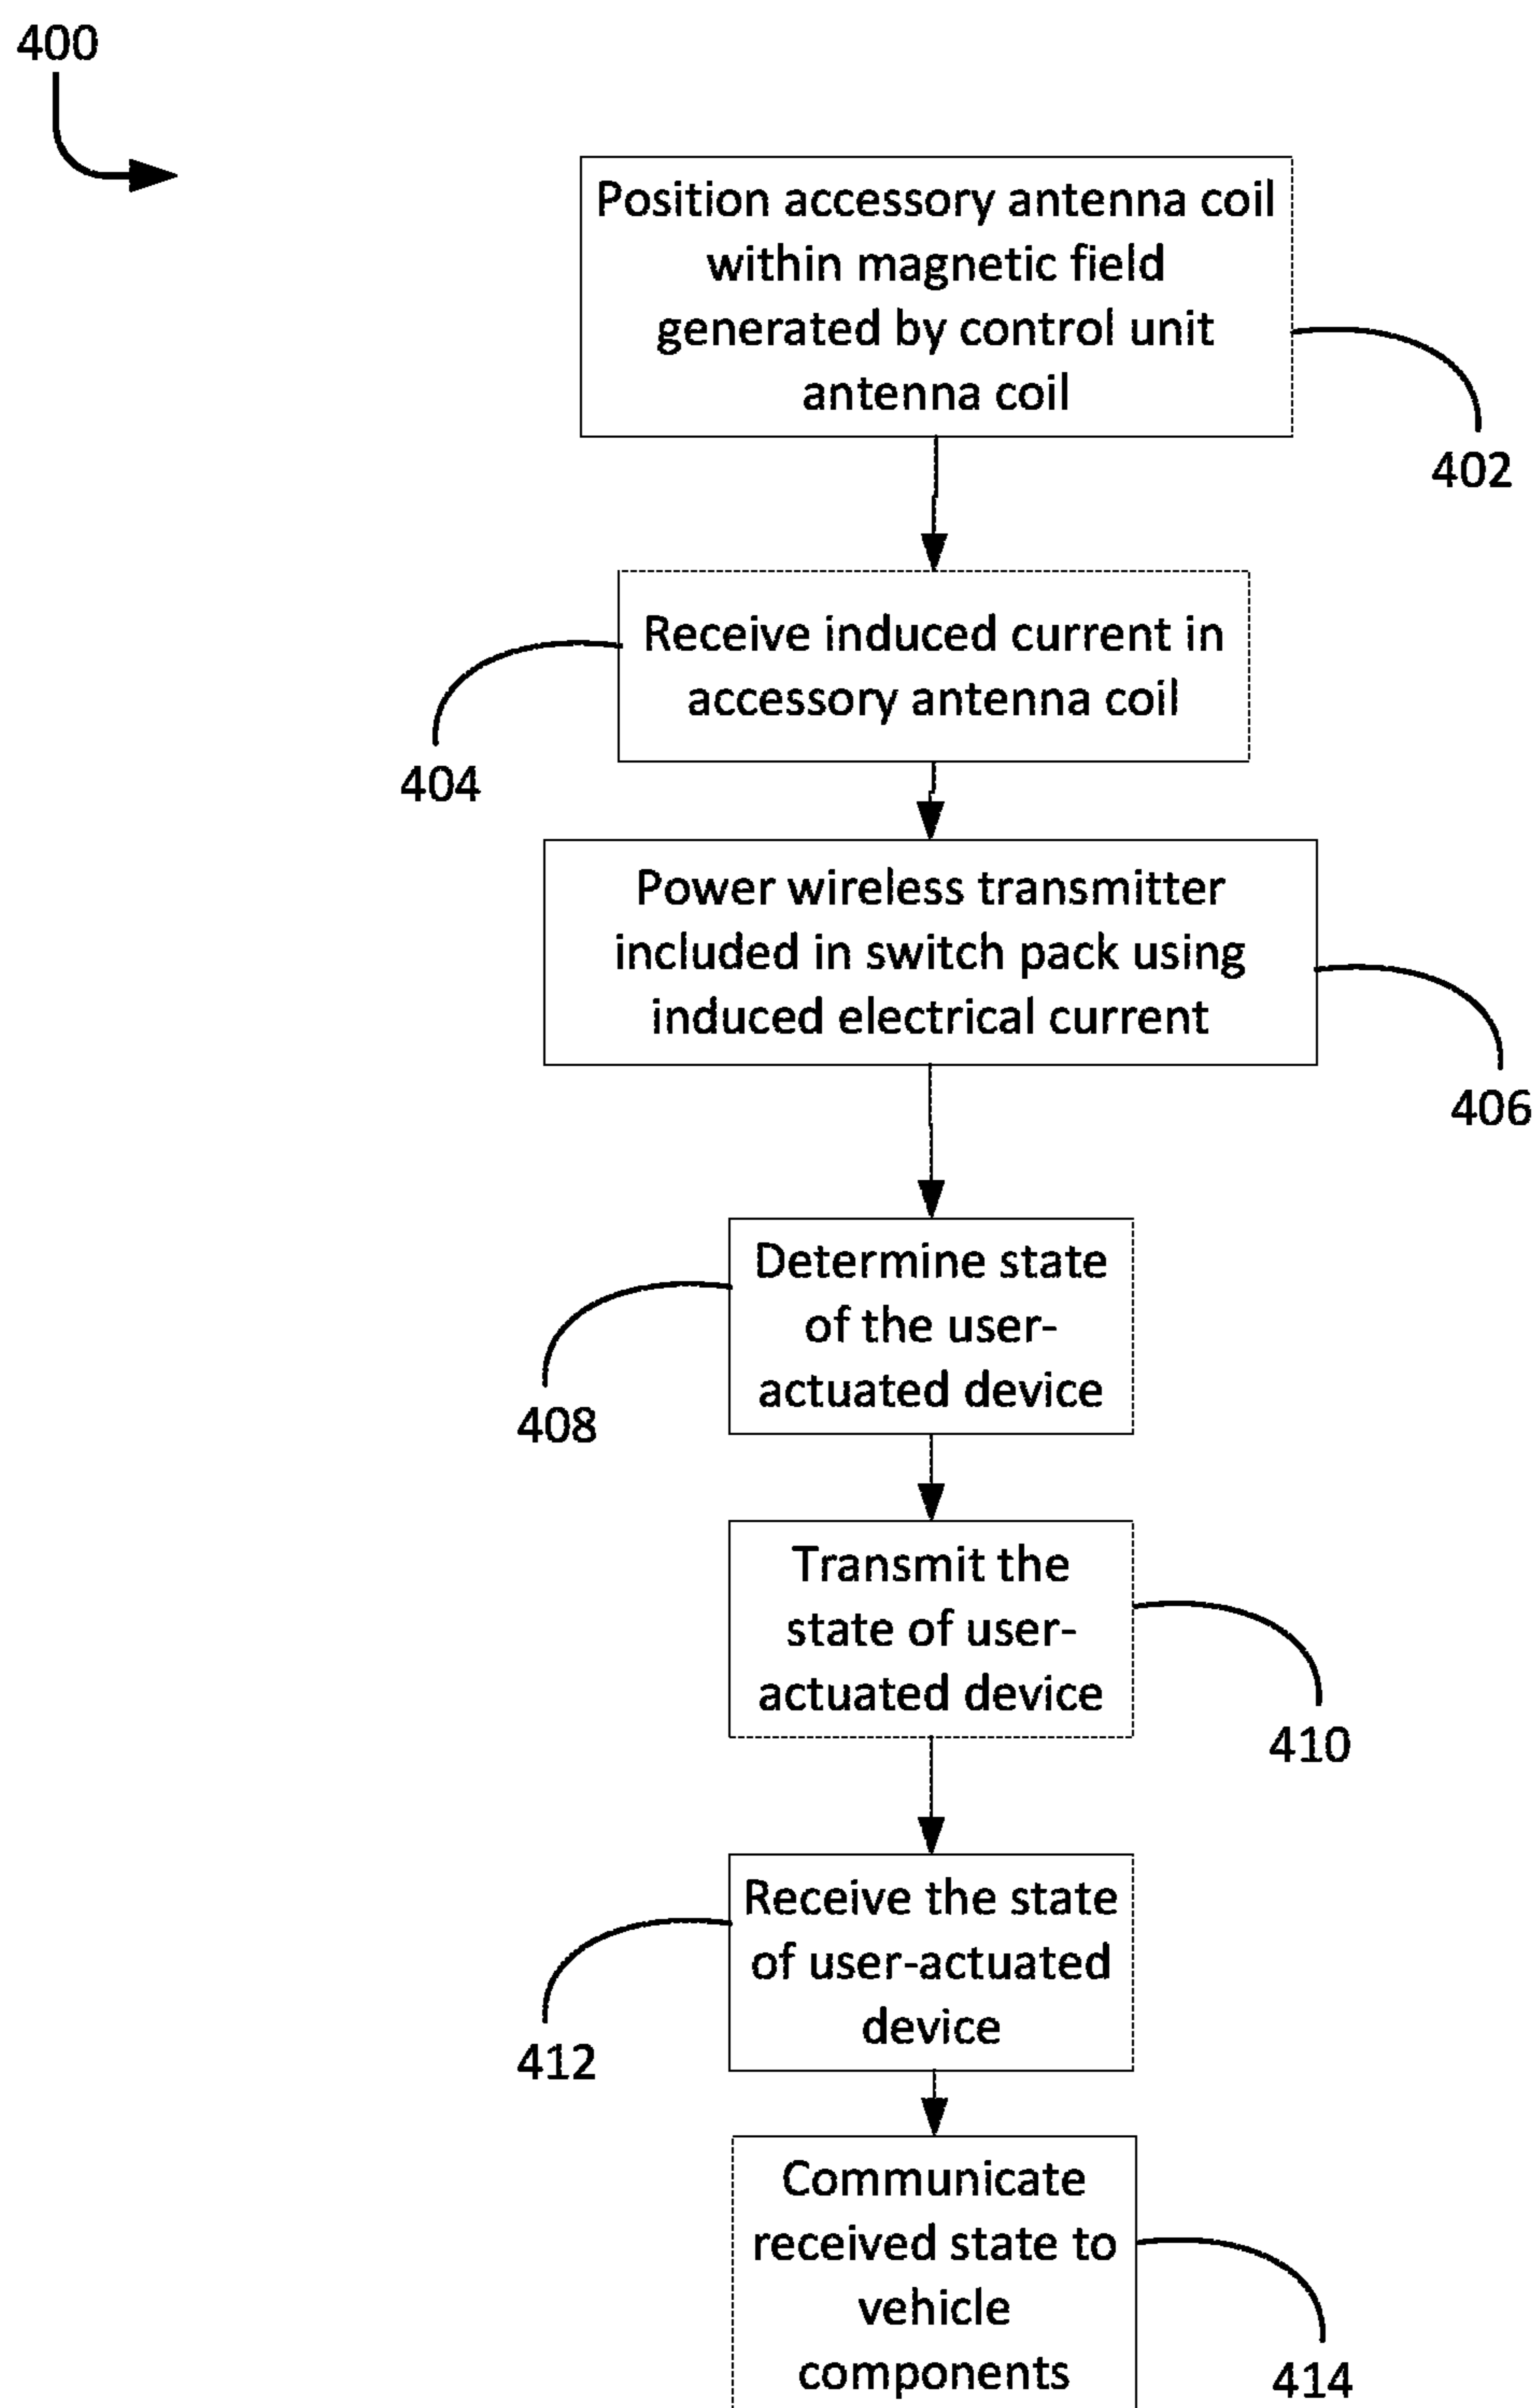 400
Position accessory antenna coil
within magnetic field
generated by control unit
antenna coil
402
Receive induced current in
accessory antenna coil
404
Power wireless transmitter
included in switch pack using
induced electrical current
406
Determine state
of the user-
actuated device
408
Transmit the
state of user-
actuated device
410
Receive the state
of user-actuated
device
412
Communicate
received state to
vehicle
components
414